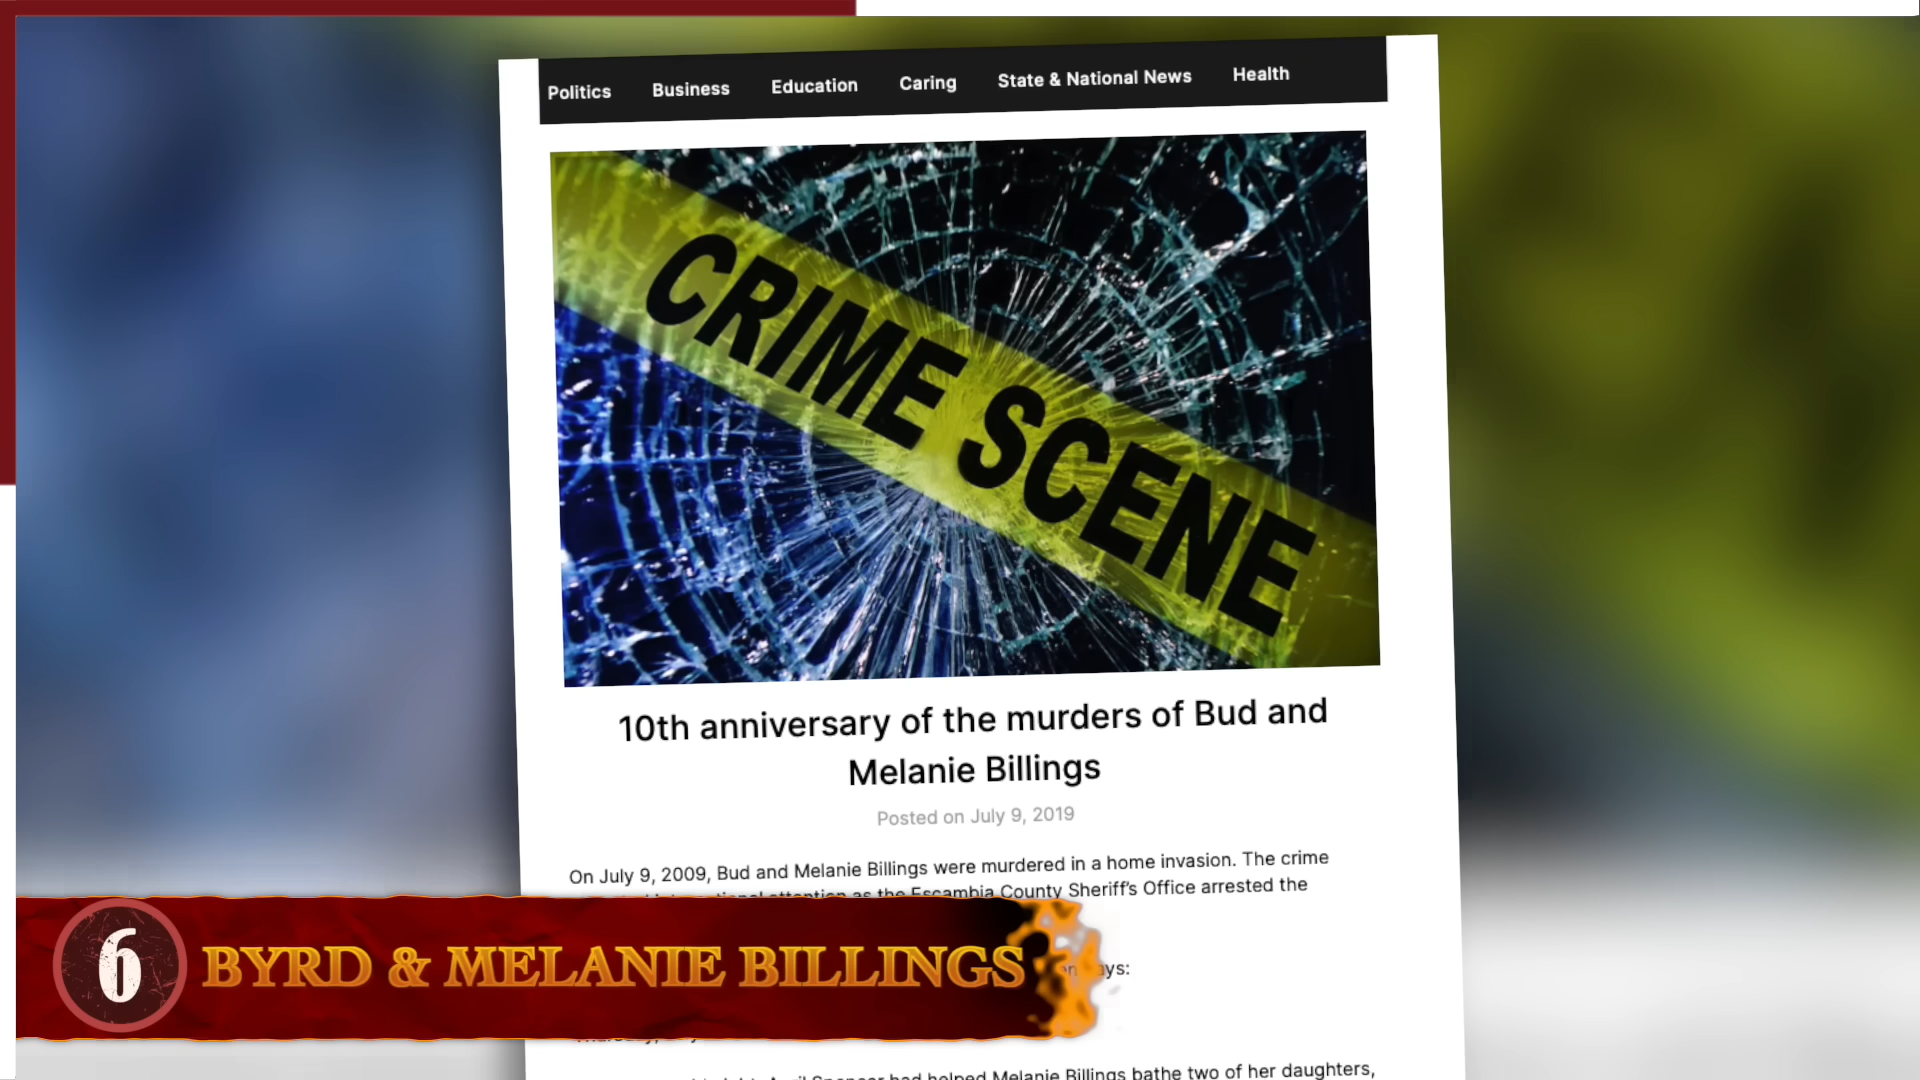 Politics Business Education Caring State & National News Health
CRIME SCENE
10th anniversary of the murders of Bud and
Melanie Billings
Posted on July 9, 2019
On July 9, 2009, Bud and Melanie Billings were murdered in a home invasion. The crime
attention as the Escambia County Sheriff's Office arrested the
6 BYRD & MELANIE BILLINGS
had helped Melanie Billings bathe two of her daughters,